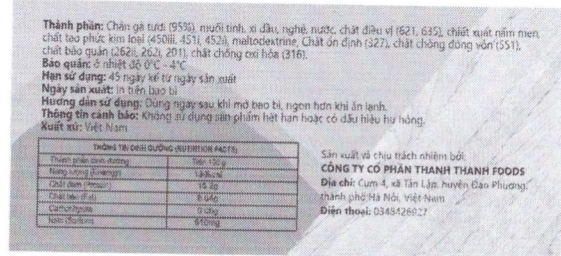 Thành phần: Chân gà tươi (95%), muối tinh, xì dầu, nghệ, nước, chất điều vị (621, 635), chiết xuất nấm men,
chất tạo phức kim loại (450iii, 451i, 452i), maltodextrine, Chất ổn định (327), chất chống đông vón (551),
chất bảo quản (262ii, 262i, 201), chất chống oxi hóa (316).
Bảo quản: ở nhiệt độ 0°C - 4°C
Hạn sử dụng: 45 ngày kể từ ngày sản xuất
Ngày sản xuất: In trên bao bì
Hướng dẫn sử dụng: Dùng ngay sau khi mở bao bì, ngon hơn khi ăn lạnh.
Thông tin cảnh báo: Không sử dụng sản phẩm hết hạn hoặc có dấu hiệu hư hỏng.
Xuất xứ: Việt Nam
THÔNG TIN DINH DƯỠNG (NUTRITION FACTS)
Thành phần dinh dưỡng Trên 100g
Năng lượng (Energy)
Chất đạm (Protein)
Chất béo (Fat)
Carbohydrate
Natri (Sodium)
Sản xuất và chịu trách nhiệm bởi:
CÔNG TY CỔ PHẦN THANH THANH FOODS
Địa chỉ: Cụm 4, xã Tân Lập, huyện Đan Phượng,
thành phố Hà Nội, Việt Nam
Điện thoại: 0348426927